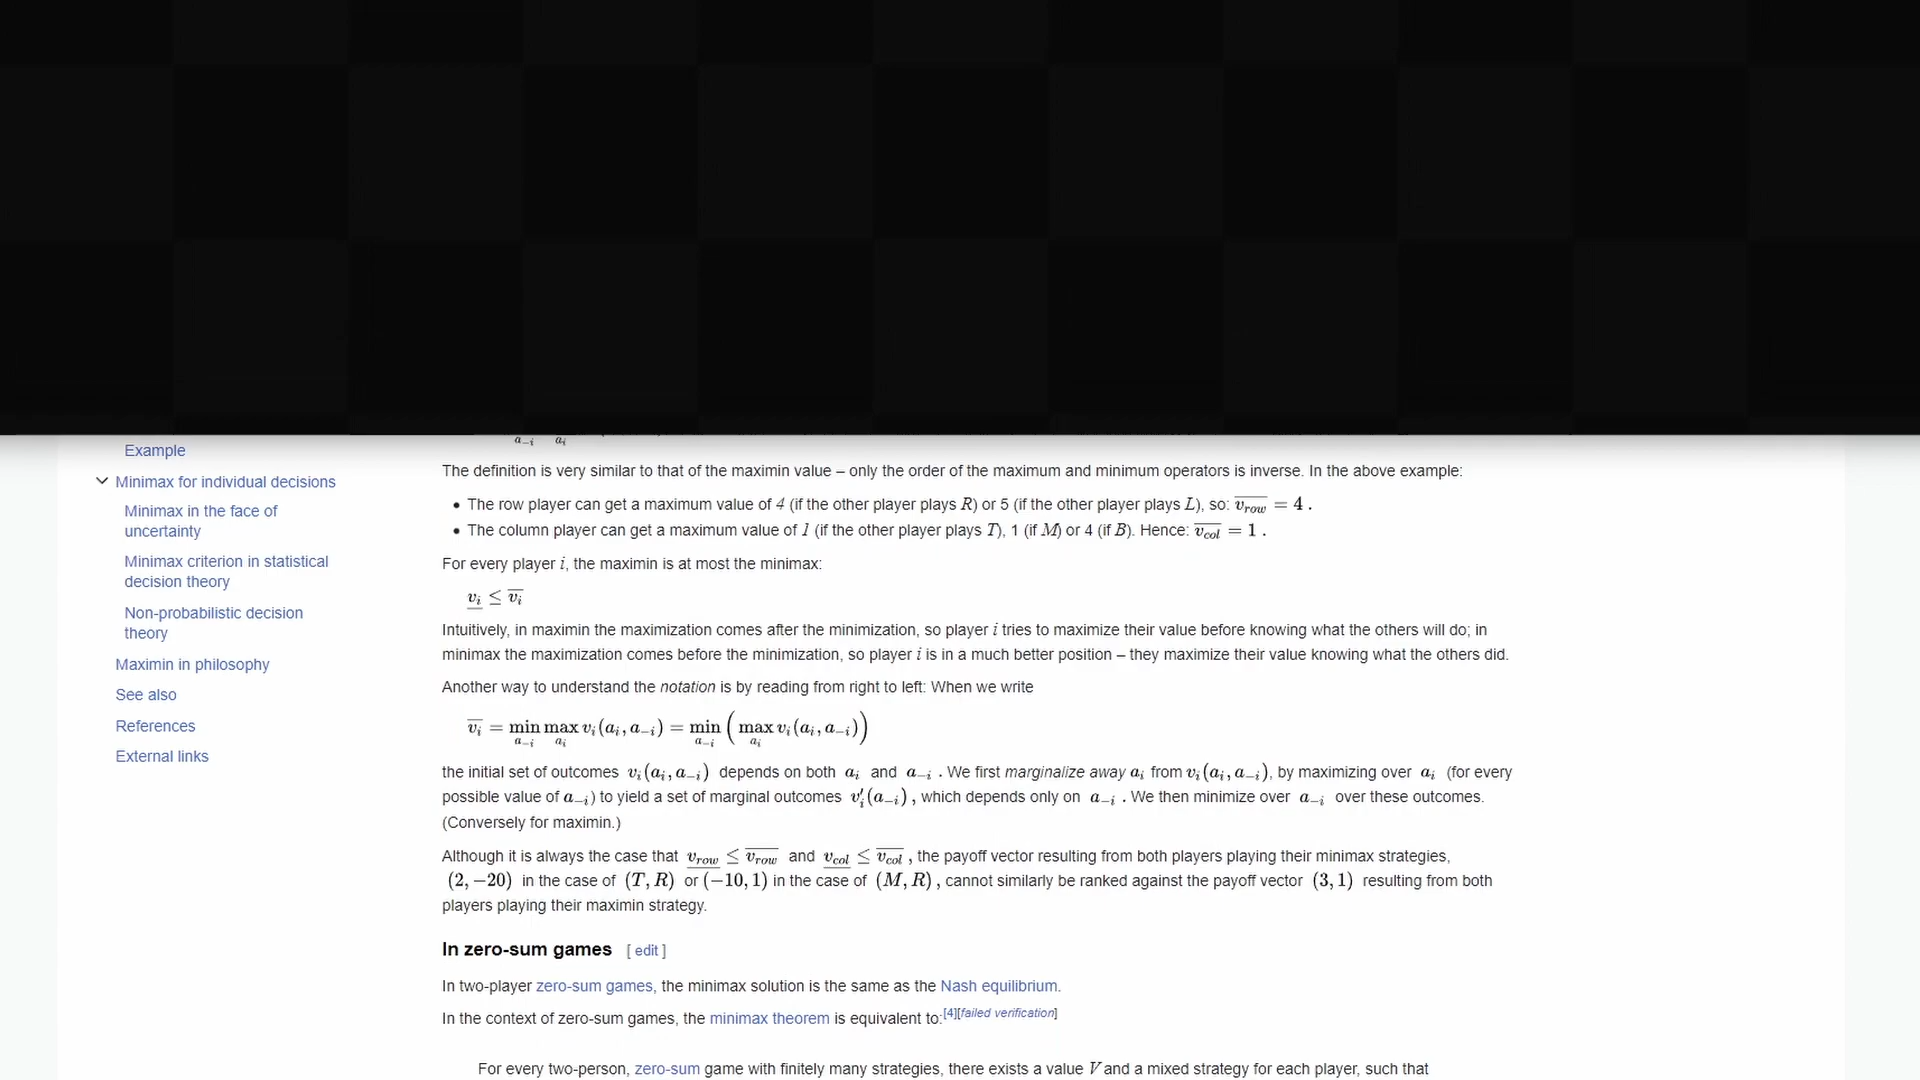 Example
Minimax for individual decisions
Minimax in the face of
uncertainty
Minimax criterion in statistical
decision theory
Non-probabilistic decision
theory
Maximin in philosophy
See also
References
External links
a₋ᵢ aᵢ
The definition is very similar to that of the maximin value – only the order of the maximum and minimum operators is inverse. In the above example:
• The row player can get a maximum value of 4 (if the other player plays R) or 5 (if the other player plays L), so: v̅_row = 4 .
• The column player can get a maximum value of 1 (if the other player plays T), 1 (if M) or 4 (if B). Hence: v̅_col = 1 .
For every player i, the maximin is at most the minimax:
v̲ᵢ ≤ v̅ᵢ
Intuitively, in maximin the maximization comes after the minimization, so player i tries to maximize their value before knowing what the others will do; in
minimax the maximization comes before the minimization, so player i is in a much better position – they maximize their value knowing what the others did.
Another way to understand the notation is by reading from right to left: When we write
v̅ᵢ = min_{a₋ᵢ} max_{aᵢ} vᵢ(aᵢ, a₋ᵢ) = min_{a₋ᵢ} ( max_{aᵢ} vᵢ(aᵢ, a₋ᵢ) )
the initial set of outcomes vᵢ(aᵢ, a₋ᵢ) depends on both aᵢ and a₋ᵢ . We first marginalize away aᵢ from vᵢ(aᵢ, a₋ᵢ), by maximizing over aᵢ (for every
possible value of a₋ᵢ) to yield a set of marginal outcomes v′ᵢ(a₋ᵢ) , which depends only on a₋ᵢ . We then minimize over a₋ᵢ over these outcomes.
(Conversely for maximin.)
Although it is always the case that v̲_row ≤ v̅_row and v̲_col ≤ v̅_col , the payoff vector resulting from both players playing their minimax strategies,
(2, −20) in the case of (T, R) or (−10, 1) in the case of (M, R) , cannot similarly be ranked against the payoff vector (3, 1) resulting from both
players playing their maximin strategy.
In zero-sum games [ edit ]
In two-player zero-sum games, the minimax solution is the same as the Nash equilibrium.
In the context of zero-sum games, the minimax theorem is equivalent to:[4][failed verification]
For every two-person, zero-sum game with finitely many strategies, there exists a value V and a mixed strategy for each player, such that